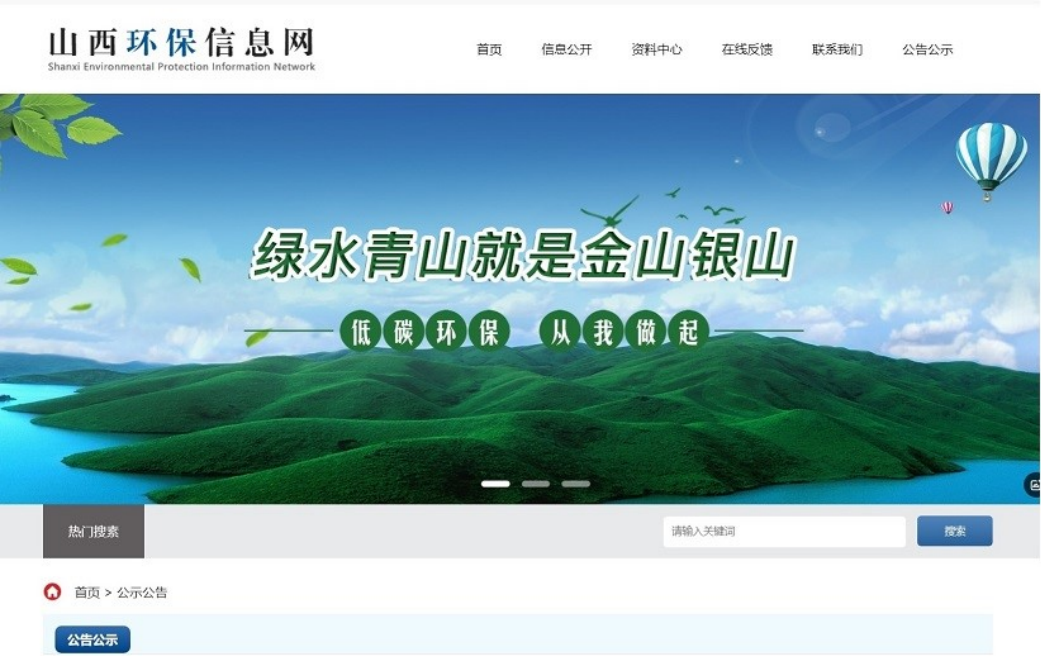 山西环保信息网
Shanxi Environmental Protection Information Network
首页 信息公开 资料中心 在线反馈 联系我们 公告公示
绿水青山就是金山银山
低碳环保 从我做起
热门搜素
请输入关键词
搜索
首页 > 公示公告
公告公示